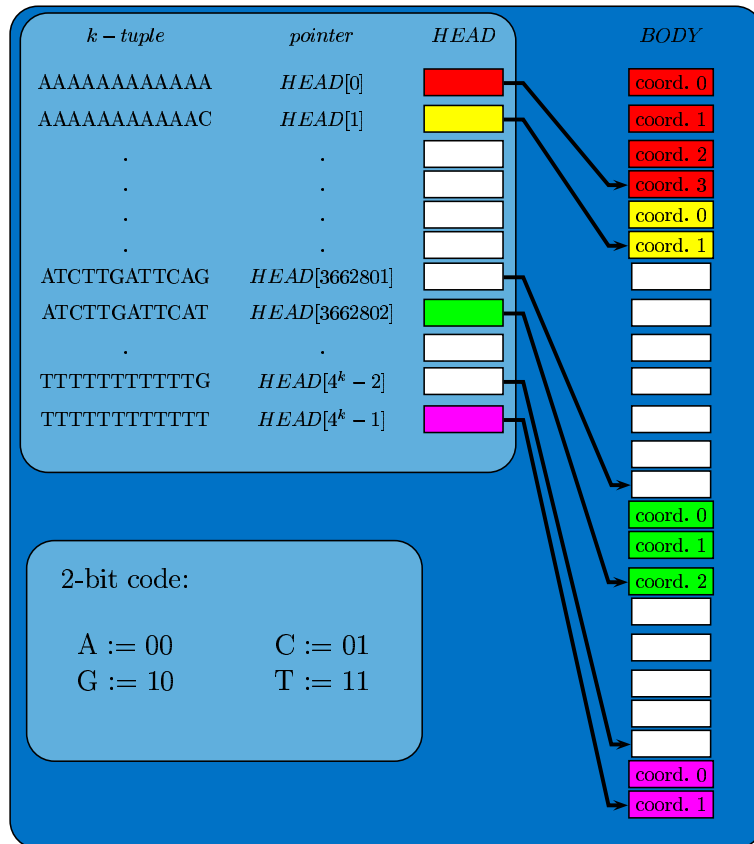 k − tuple pointer HEAD BODY
AAAAAAAAAAAA HEAD[0] coord. 0
AAAAAAAAAAAC HEAD[1] coord. 1
. . coord. 2
. . coord. 3
. . coord. 0
. . coord. 1
ATCTTGATTCAG HEAD[3662801]
ATCTTGATTCAT HEAD[3662802]
. .
TTTTTTTTTTTG HEAD[4^k − 2]
TTTTTTTTTTTT HEAD[4^k − 1]
coord. 0
coord. 1
coord. 2
2-bit code:
A := 00 C := 01
G := 10 T := 11
coord. 0
coord. 1